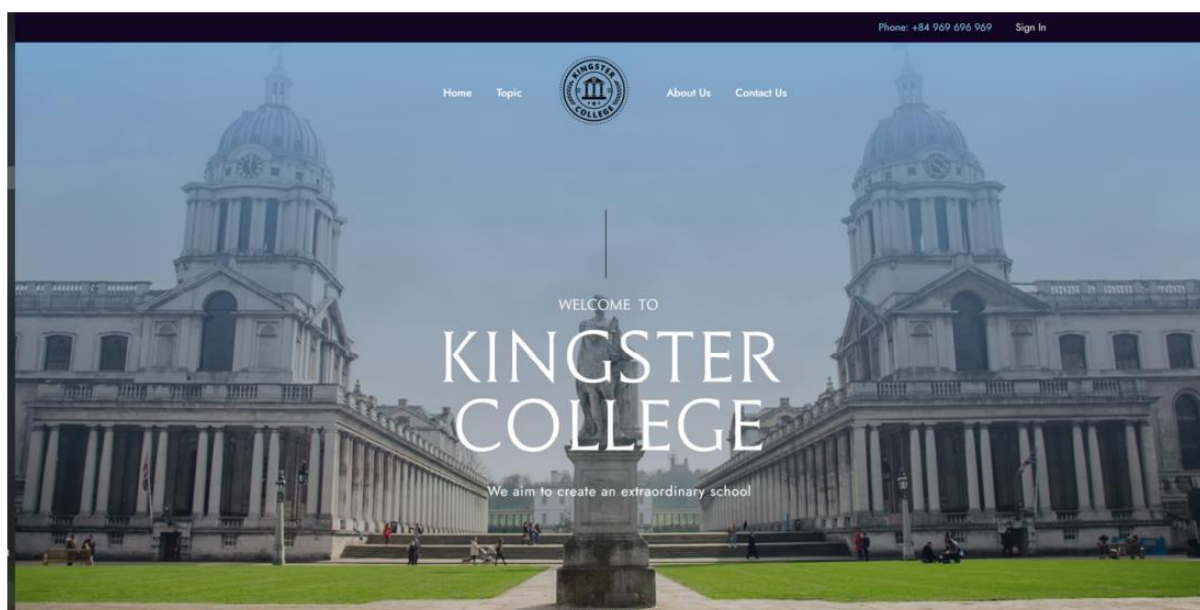 Phone: +84 969 696 969 Sign In
Home Topic About Us Contact Us
KINGSTER
COLLEGE
WELCOME TO
KINGSTER
COLLEGE
We aim to create an extraordinary school